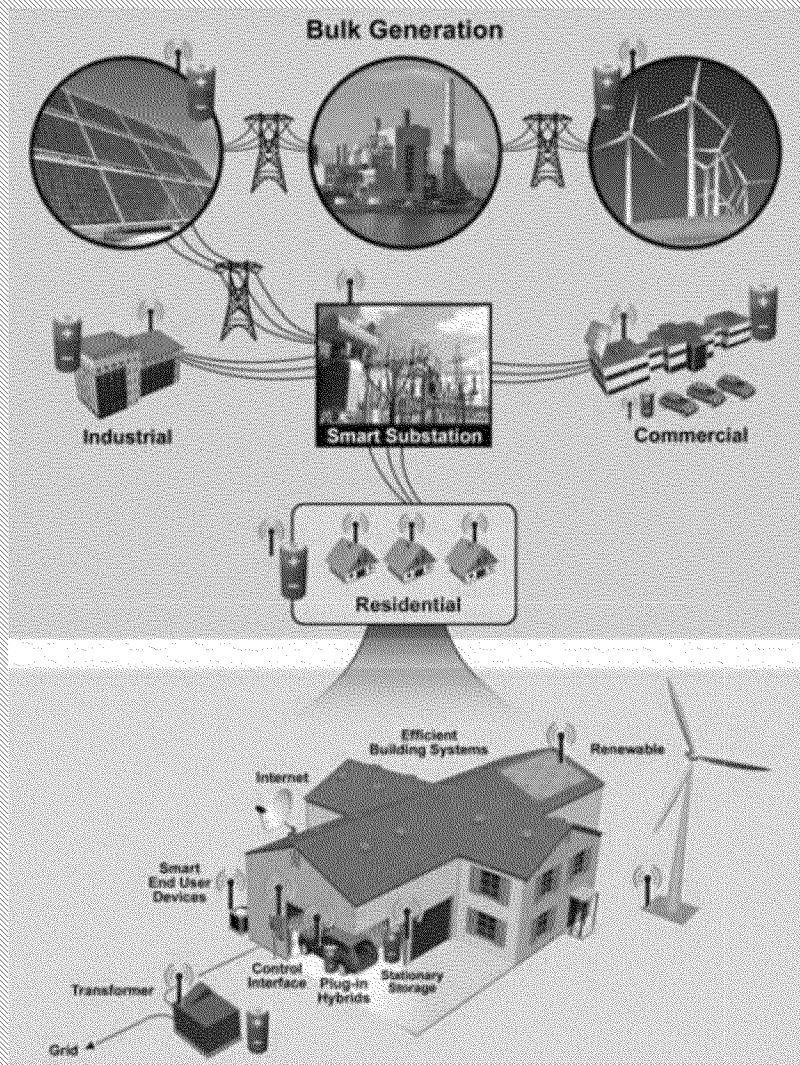 Bulk Generation
Industrial
Smart Substation
Commercial
Residential
Efficient
Building Systems
Renewable
Internet
Smart
End User
Devices
Control
Interface
Plug-in
Hybrids
Stationary
Storage
Transformer
Grid